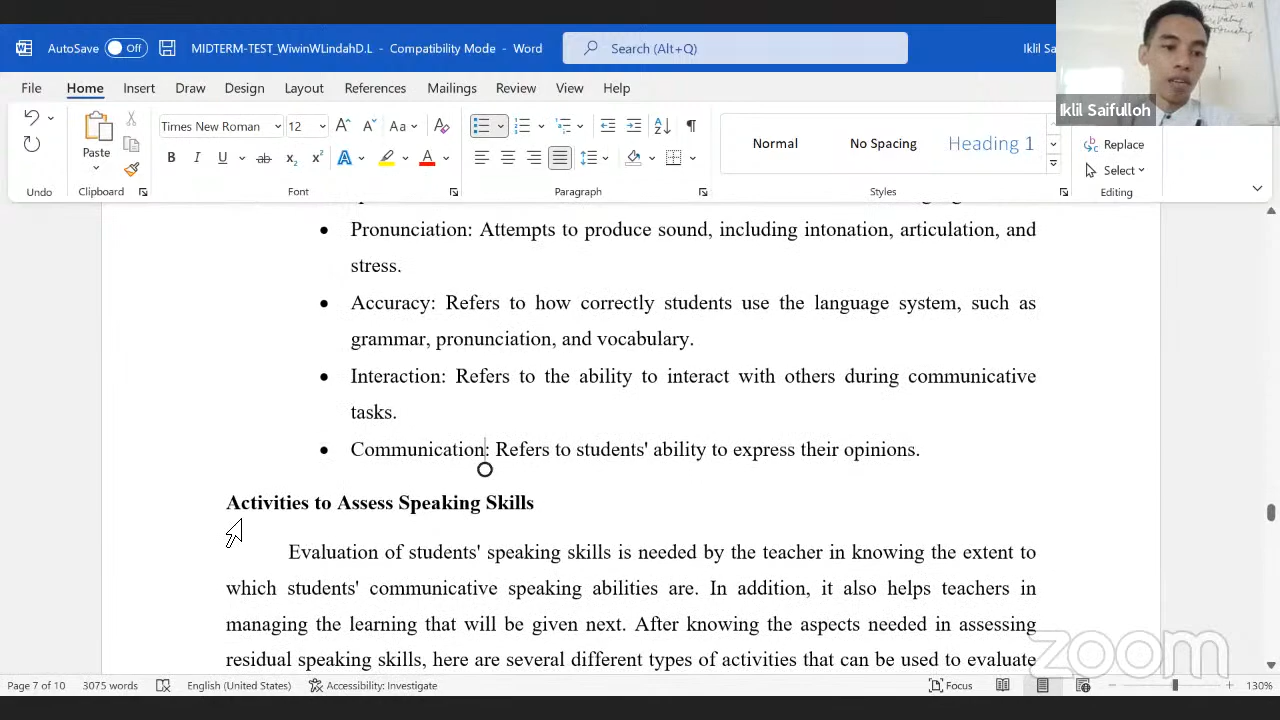 AutoSave Off MIDTERM-TEST_WiwinWLindahD.L - Compatibility Mode - Word Search (Alt+Q) Iklil Sa
File Home Insert Draw Design Layout References Mailings Review View Help
Iklil Saifulloh
Times New Roman 12 Aa
Paste
Normal No Spacing Heading 1
Replace
Select
Undo Clipboard Font Paragraph Styles Editing
• Pronunciation: Attempts to produce sound, including intonation, articulation, and
stress.
• Accuracy: Refers to how correctly students use the language system, such as
grammar, pronunciation, and vocabulary.
• Interaction: Refers to the ability to interact with others during communicative
tasks.
• Communication: Refers to students' ability to express their opinions.
Activities to Assess Speaking Skills
Evaluation of students' speaking skills is needed by the teacher in knowing the extent to
which students' communicative speaking abilities are. In addition, it also helps teachers in
managing the learning that will be given next. After knowing the aspects needed in assessing
residual speaking skills, here are several different types of activities that can be used to evaluate
zoom
Page 7 of 10 3075 words English (United States) Accessibility: Investigate Focus 130%